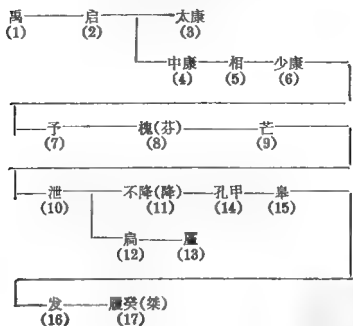 禹 启 太康
(1) (2) (3)
中康 相 少康
(4) (5) (6)
予 槐(芬) 芒
(7) (8) (9)
泄 不降(降) 孔甲 皋
(10) (11) (14) (15)
扃 廑
(12) (13)
发 履癸(桀)
(16) (17)